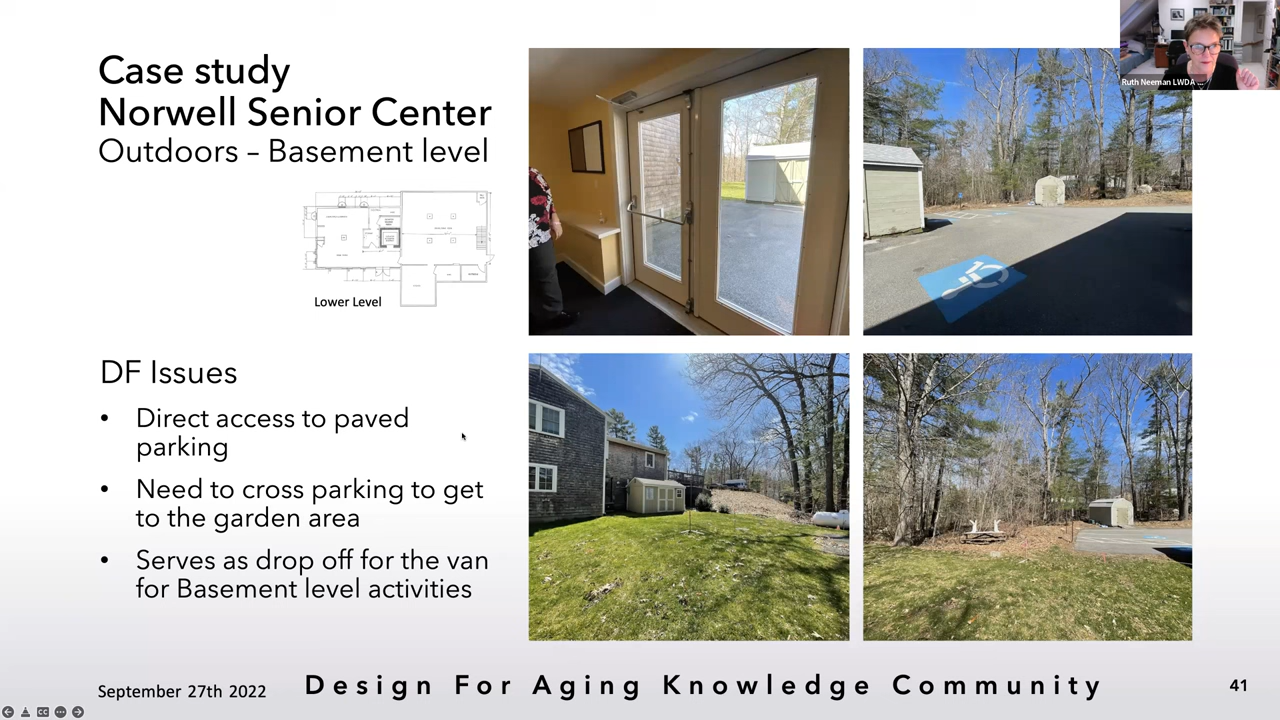 Case study
Norwell Senior Center
Outdoors – Basement level
Lower Level
DF Issues
• Direct access to paved
parking
• Need to cross parking to get
to the garden area
• Serves as drop off for the van
for Basement level activities
September 27th 2022
Design For Aging Knowledge Community
41
Ruth Neeman LWDA ...